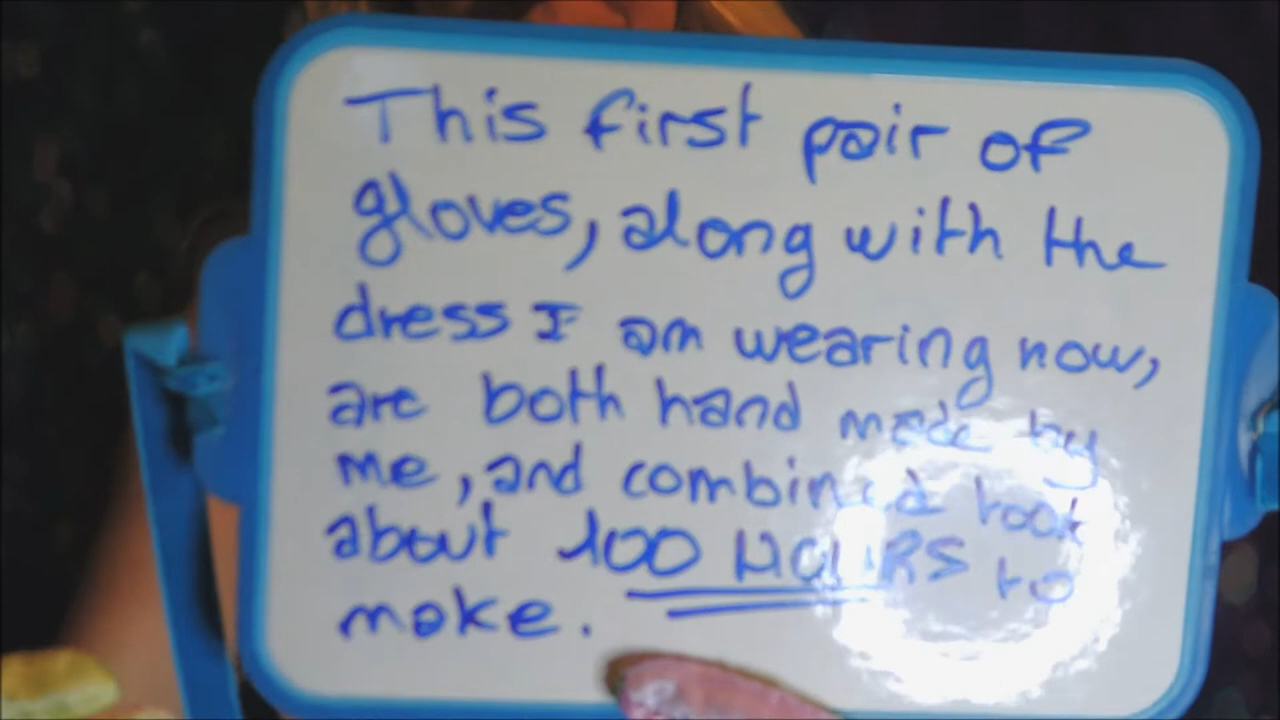 This first pair of
gloves, along with the
dress I am wearing now,
are both hand made by
me, and combined took
about 100 HOURS to
make.